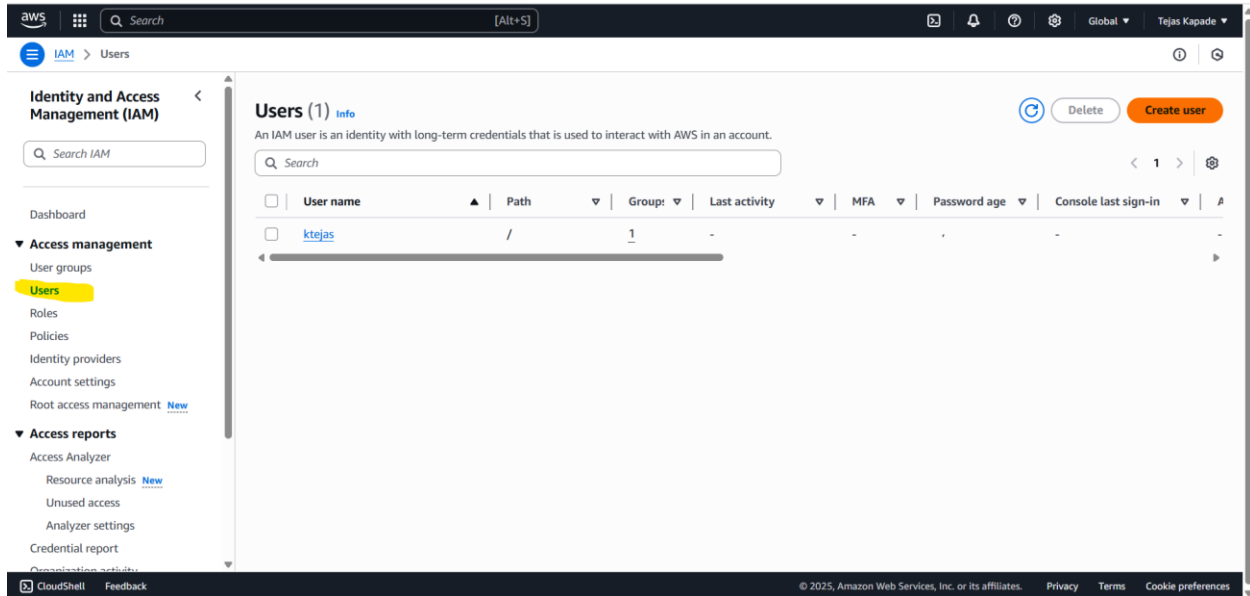 aws Search [Alt+S] Global Tejas Kapade
IAM > Users
Identity and Access
Management (IAM)
Search IAM
Dashboard
Access management
User groups
Users
Roles
Policies
Identity providers
Account settings
Root access management New
Access reports
Access Analyzer
Resource analysis New
Unused access
Analyzer settings
Credential report
Organization activity
Users (1) Info
Delete
Create user
An IAM user is an identity with long-term credentials that is used to interact with AWS in an account.
Search
1
User name Path Group: Last activity MFA Password age Console last sign-in
ktejas / 1 - - -
CloudShell Feedback © 2025, Amazon Web Services, Inc. or its affiliates. Privacy Terms Cookie preferences